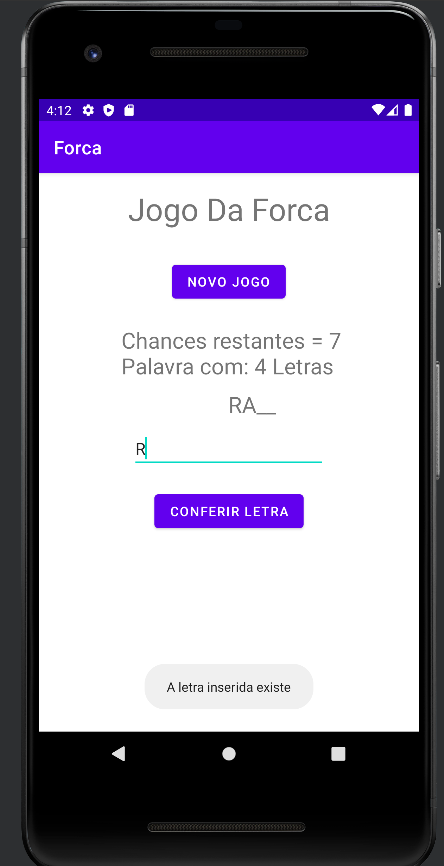 4:12
Forca
Jogo Da Forca
NOVO JOGO
Chances restantes = 7
Palavra com: 4 Letras
RA__
R
CONFERIR LETRA
A letra inserida existe